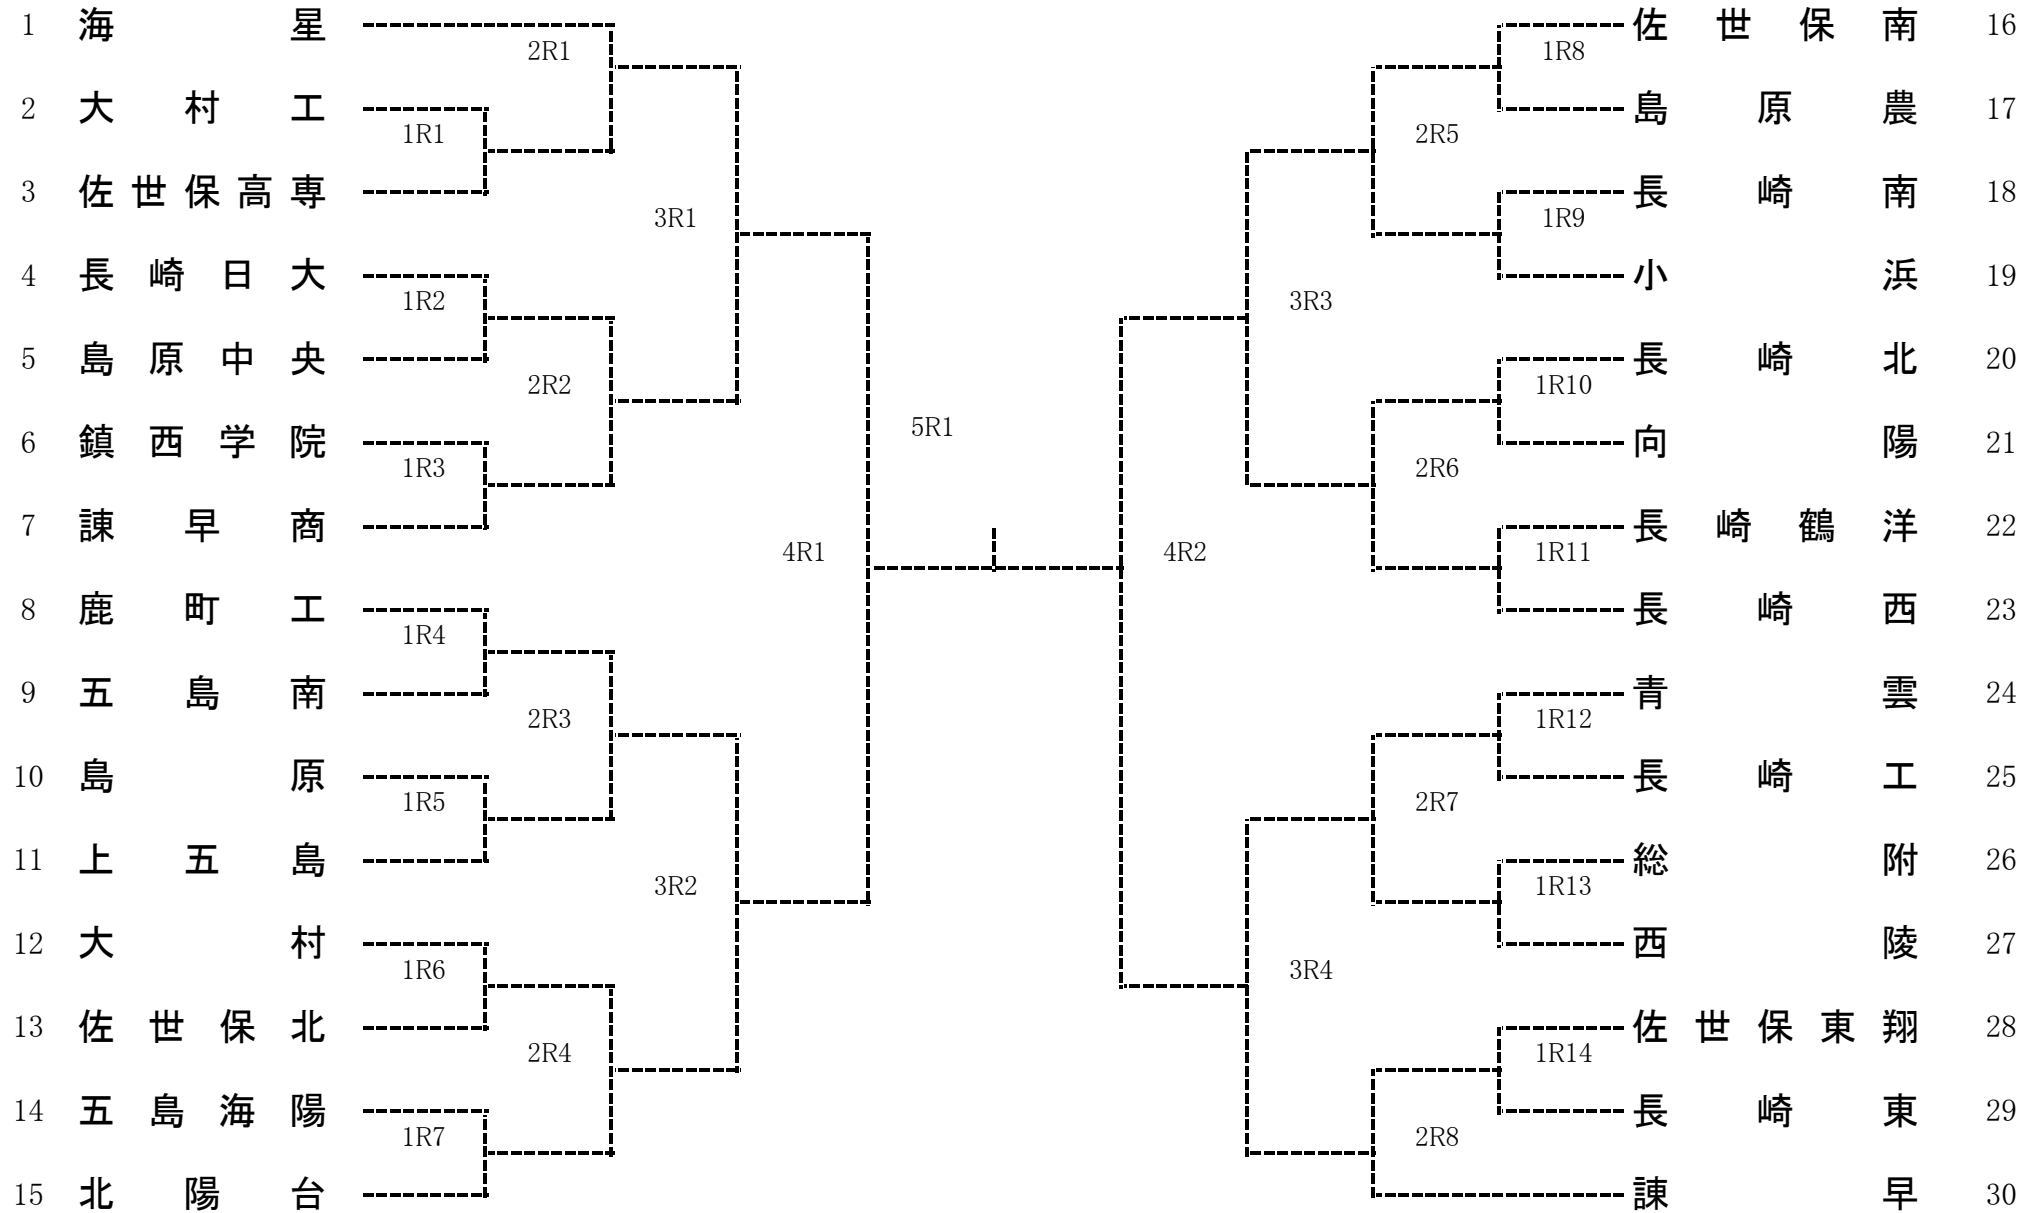 1 海星 佐世保南 16
2R1 1R8
2 大村工 島原農 17
1R1 2R5
3 佐世保高専 長崎南 18
3R1 1R9
4 長崎日大 小浜 19
1R2 3R3
5 島原中央 長崎北 20
2R2 1R10
5R1
6 鎮西学院 向陽 21
1R3 2R6
7 諫早商 長崎鶴洋 22
4R1 4R2 1R11
8 鹿町工 長崎西 23
1R4
9 五島南 青雲 24
2R3 1R12
10 島原 長崎工 25
1R5 2R7
11 上五島 総附 26
3R2 1R13
12 大村 西陵 27
1R6 3R4
13 佐世保北 佐世保東翔 28
2R4 1R14
14 五島海陽 長崎東 29
1R7 2R8
15 北陽台 諫早 30